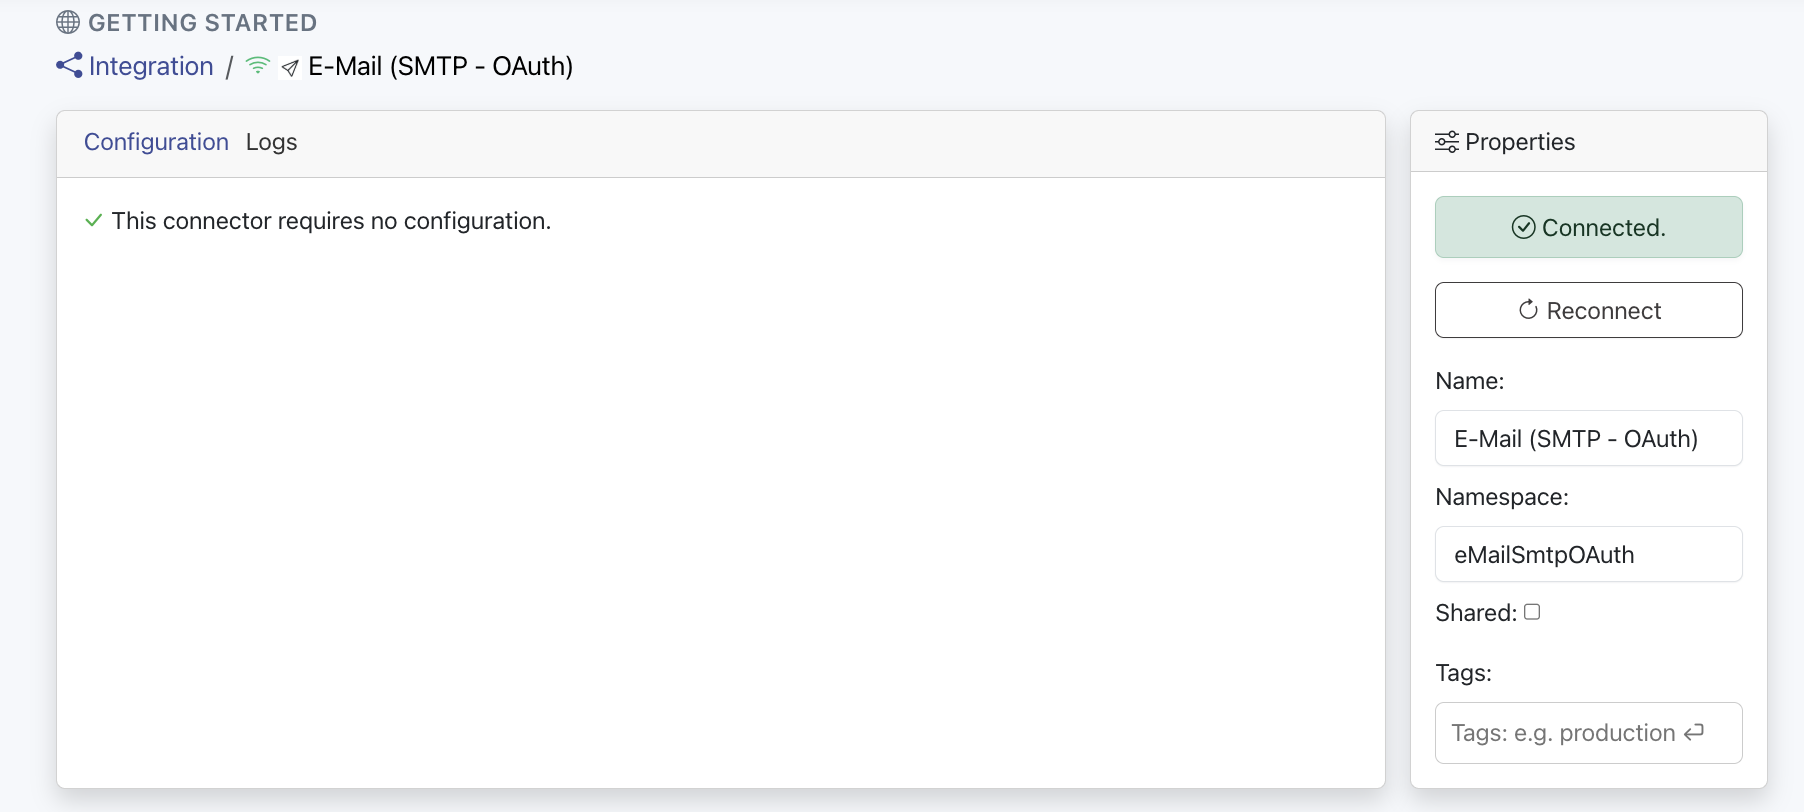 GETTING STARTED
Integration / E-Mail (SMTP - OAuth)
Configuration Logs
This connector requires no configuration.
Properties
Connected.
Reconnect
Name:
E-Mail (SMTP - OAuth)
Namespace:
eMailSmtpOAuth
Shared:
Tags:
Tags: e.g. production ↵